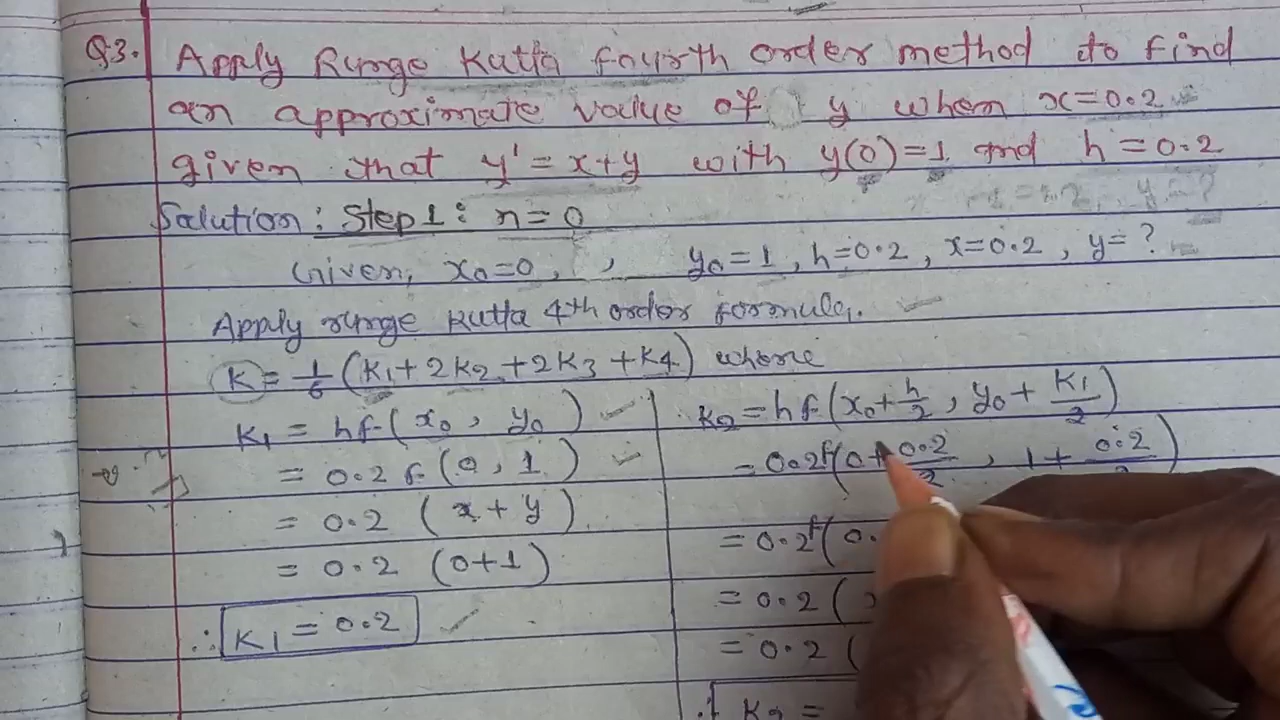 Q3. Apply Runge Kutta fourth order method to find
an approximate value of y when x=0.2
given that y' = x+y with y(0)=1 and h=0.2
Solution: Step1: n=0
Given, x₀=0, , y₀=1, h=0.2, x=0.2, y=?
Apply runge kutta 4th order formula.
K = 1/6 (K₁+2K₂+2K₃+K₄) where
K₁ = hf(x₀, y₀)
= 0.2 f (0, 1)
= 0.2 (x+y)
= 0.2 (0+1)
∴ K₁ = 0.2
K₂ = hf(x₀+h/2, y₀+K₁/2)
= 0.2f(0+0.2/2, 1+0.2/2)
= 0.2f(0.
= 0.2 (
= 0.2 (
∴ K₂ =